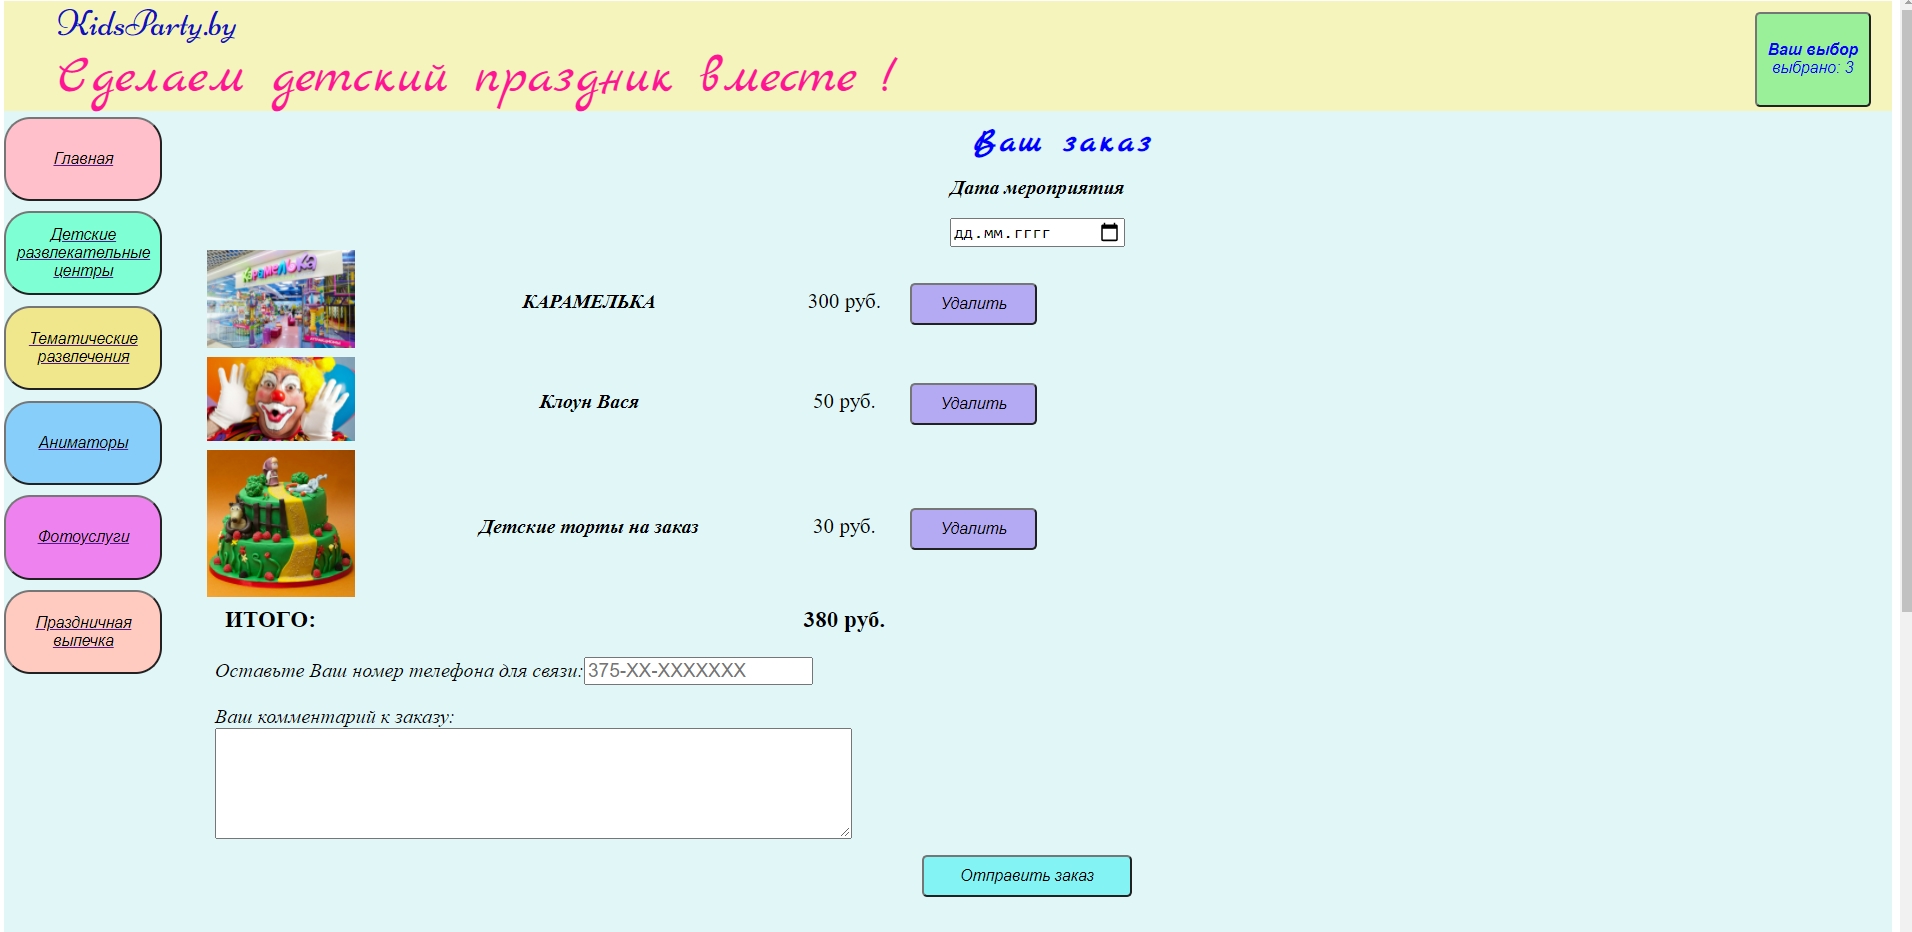 KidsParty.by
Сделаем детский праздник вместе !
Ваш выбор
выбрано: 3
Главная
Детские
развлекательные
центры
Тематические
развлечения
Аниматоры
Фотоуслуги
Праздничная
выпечка
Ваш заказ
Дата мероприятия
дд.мм.гггг
Карамелька
КАРАМЕЛЬКА 300 руб. Удалить
Клоун Вася 50 руб. Удалить
Детские торты на заказ 30 руб. Удалить
ИТОГО: 380 руб.
Оставьте Ваш номер телефона для связи: 375-XX-XXXXXXX
Ваш комментарий к заказу:
Отправить заказ